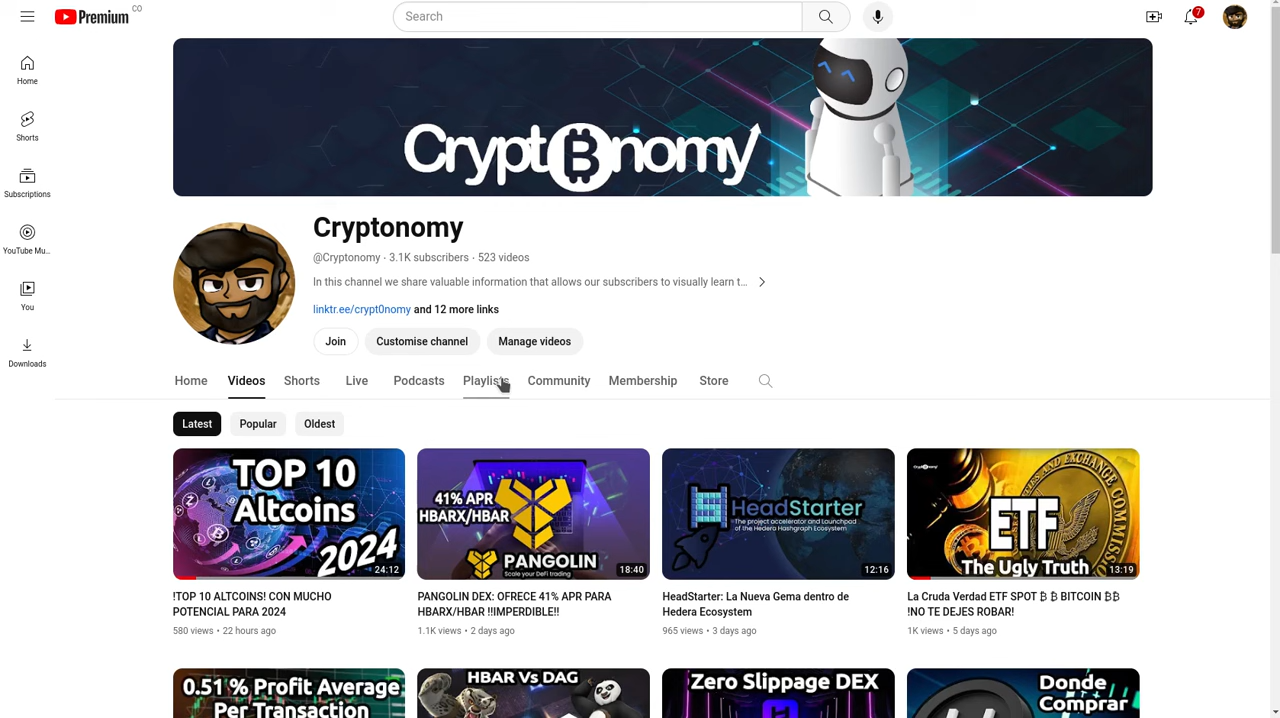 Premium CO
Search
7
Home
Shorts
Subscriptions
YouTube Mu...
You
Downloads
Crypt₿nomy
Cryptonomy
@Cryptonomy · 3.1K subscribers · 523 videos
In this channel we share valuable information that allows our subscribers to visually learn t...
linktr.ee/crypt0nomy and 12 more links
Join Customise channel Manage videos
Home Videos Shorts Live Podcasts Playlists Community Membership Store
Latest Popular Oldest
TOP 10
Altcoins
2024
24:12
41% APR
HBARX/HBAR
PANGOLIN
Scale your DeFi trading
18:40
HeadStarter
The project accelerator and Launchpad
of the Hedera Hashgraph Ecosystem
12:16
ETF
The Ugly Truth
13:19
!TOP 10 ALTCOINS! CON MUCHO
POTENCIAL PARA 2024
580 views · 22 hours ago
PANGOLIN DEX: OFRECE 41% APR PARA
HBARX/HBAR !!IMPERDIBLE!!
1.1K views · 2 days ago
HeadStarter: La Nueva Gema dentro de
Hedera Ecosystem
965 views · 3 days ago
La Cruda Verdad ETF SPOT ₿ ₿ BITCOIN ₿₿
!NO TE DEJES ROBAR!
1K views · 5 days ago
0.51 % Profit Average
Per Transaction
HBAR Vs DAG
Zero Slippage DEX
Donde
Comprar